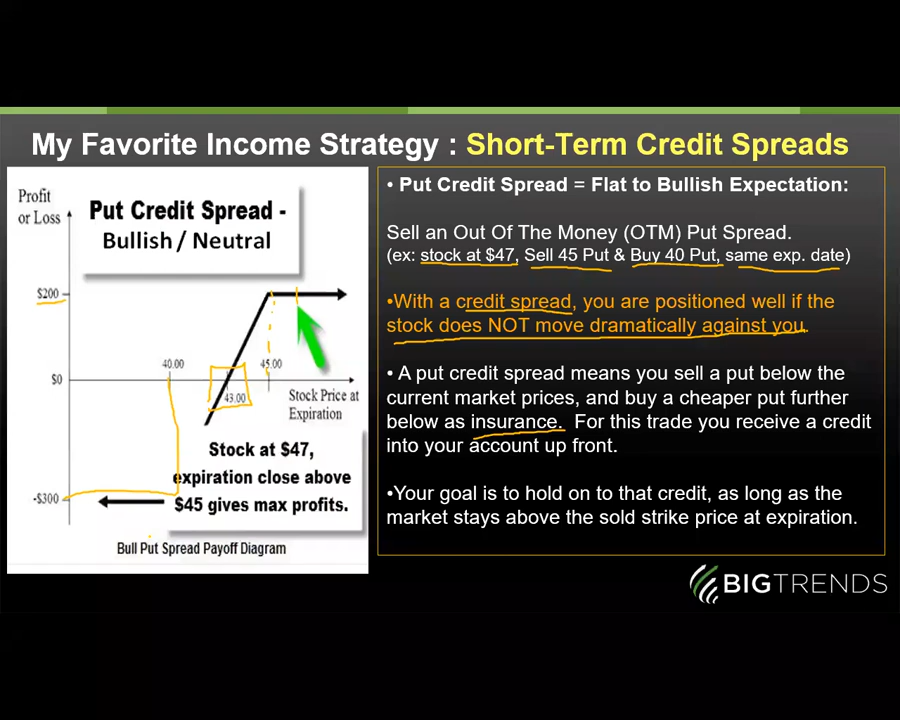 My Favorite Income Strategy : Short-Term Credit Spreads
Profit
or Loss
Put Credit Spread -
Bullish / Neutral
$200
40.00
45.00
$0
43.00
Stock Price at
Expiration
Stock at $47,
expiration close above
-$300
$45 gives max profits.
Bull Put Spread Payoff Diagram
• Put Credit Spread = Flat to Bullish Expectation:
Sell an Out Of The Money (OTM) Put Spread.
(ex: stock at $47, Sell 45 Put & Buy 40 Put, same exp. date)
•With a credit spread, you are positioned well if the
stock does NOT move dramatically against you.
• A put credit spread means you sell a put below the
current market prices, and buy a cheaper put further
below as insurance. For this trade you receive a credit
into your account up front.
•Your goal is to hold on to that credit, as long as the
market stays above the sold strike price at expiration.
BIGTRENDS